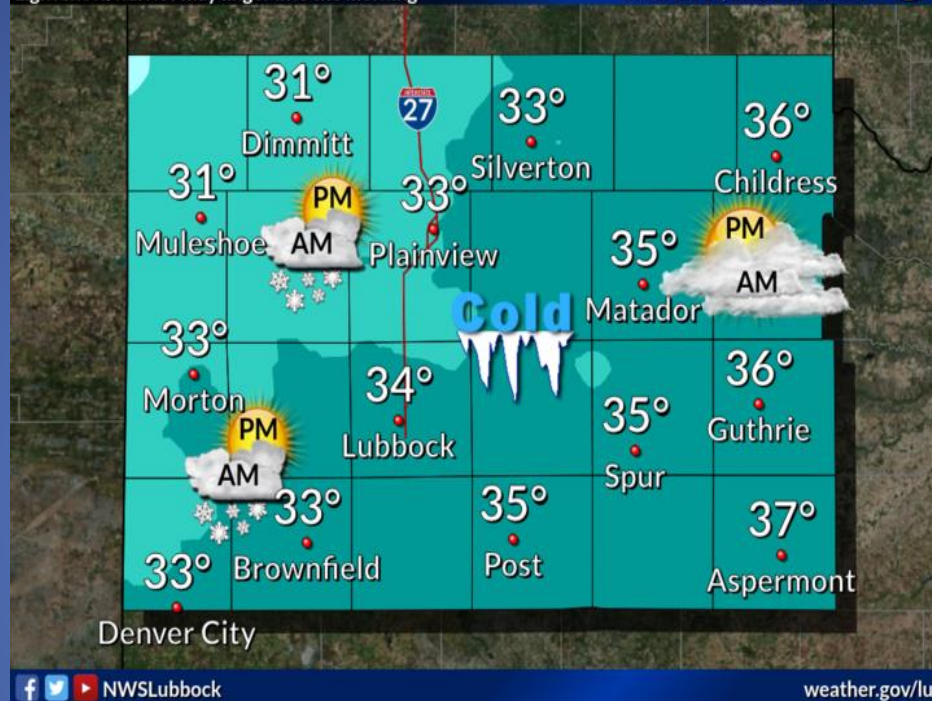 31°
Dimmitt
INTERSTATE
27
33°
Silverton
36°
Childress
31°
Muleshoe
PM
AM
33°
Plainview
35°
Matador
PM
AM
Cold
33°
Morton
34°
Lubbock
36°
Guthrie
35°
Spur
PM
AM
33°
Brownfield
35°
Post
37°
Aspermont
33°
Denver City
NWSLubbock
weather.gov/lu